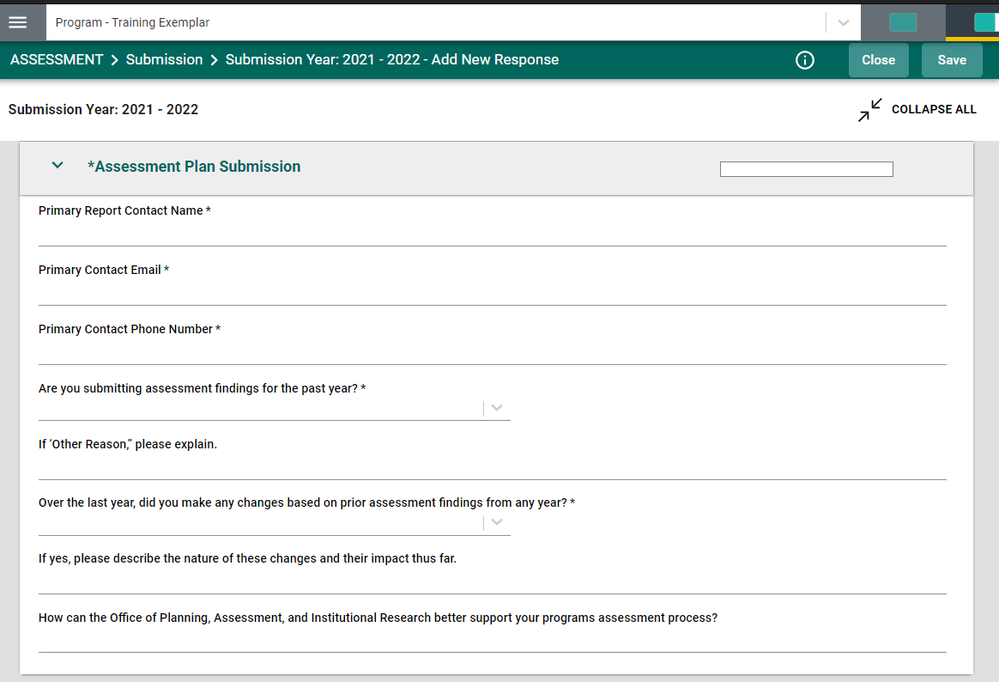 Program - Training Exemplar
ASSESSMENT > Submission > Submission Year: 2021 - 2022 - Add New Response
Close
Save
Submission Year: 2021 - 2022
COLLAPSE ALL
*Assessment Plan Submission
Primary Report Contact Name *
Primary Contact Email *
Primary Contact Phone Number *
Are you submitting assessment findings for the past year? *
If ‘Other Reason,” please explain.
Over the last year, did you make any changes based on prior assessment findings from any year? *
If yes, please describe the nature of these changes and their impact thus far.
How can the Office of Planning, Assessment, and Institutional Research better support your programs assessment process?